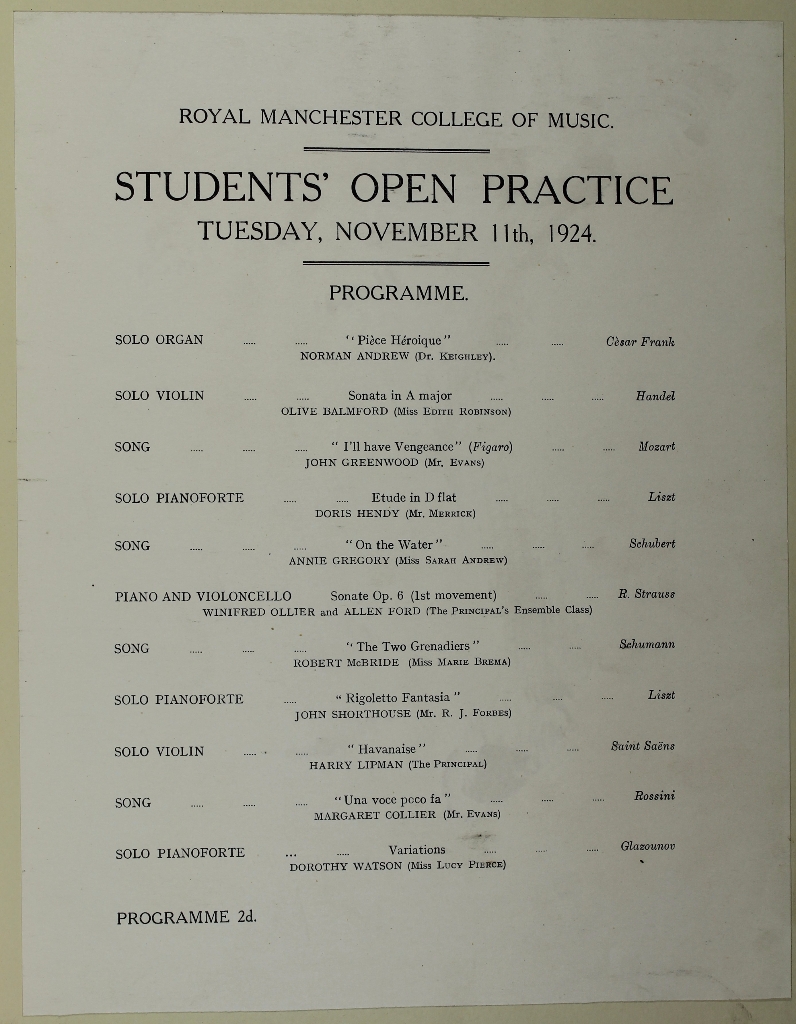 ROYAL MANCHESTER COLLEGE OF MUSIC.
STUDENTS' OPEN PRACTICE
TUESDAY, NOVEMBER 11th, 1924.
PROGRAMME.
SOLO ORGAN ..... ..... "Pièce Héroique" ..... ..... Cèsar Frank
NORMAN ANDREW (Dr. KEIGHLEY).
SOLO VIOLIN ..... ..... Sonata in A major ..... ..... ..... Handel
OLIVE BALMFORD (Miss EDITH ROBINSON)
SONG ..... ..... ..... "I'll have Vengeance" (Figaro) ..... ..... Mozart
JOHN GREENWOOD (Mr. EVANS)
SOLO PIANOFORTE ..... ..... Etude in D flat ..... ..... ..... Liszt
DORIS HENDY (Mr. MERRICK)
SONG ..... ..... ..... "On the Water" ..... ..... ..... Schubert
ANNIE GREGORY (Miss SARAH ANDREW)
PIANO AND VIOLONCELLO Sonate Op. 6 (1st movement) ..... ..... R. Strauss
WINIFRED OLLIER and ALLEN FORD (The PRINCIPAL's Ensemble Class)
SONG ..... ..... ..... "The Two Grenadiers" ..... ..... Schumann
ROBERT McBRIDE (Miss MARIE BREMA)
SOLO PIANOFORTE ..... "Rigoletto Fantasia" ..... .... ..... Liszt
JOHN SHORTHOUSE (Mr. R. J. FORBES)
SOLO VIOLIN ..... ..... "Havanaise" ..... ..... ..... Saint Saëns
HARRY LIPMAN (The PRINCIPAL)
SONG ..... ..... ..... "Una voce poco fa" ..... ..... ..... Rossini
MARGARET COLLIER (Mr. EVANS)
SOLO PIANOFORTE ... ..... Variations ..... ..... ..... Glazounov
DOROTHY WATSON (Miss LUCY PIERCE)
PROGRAMME 2d.